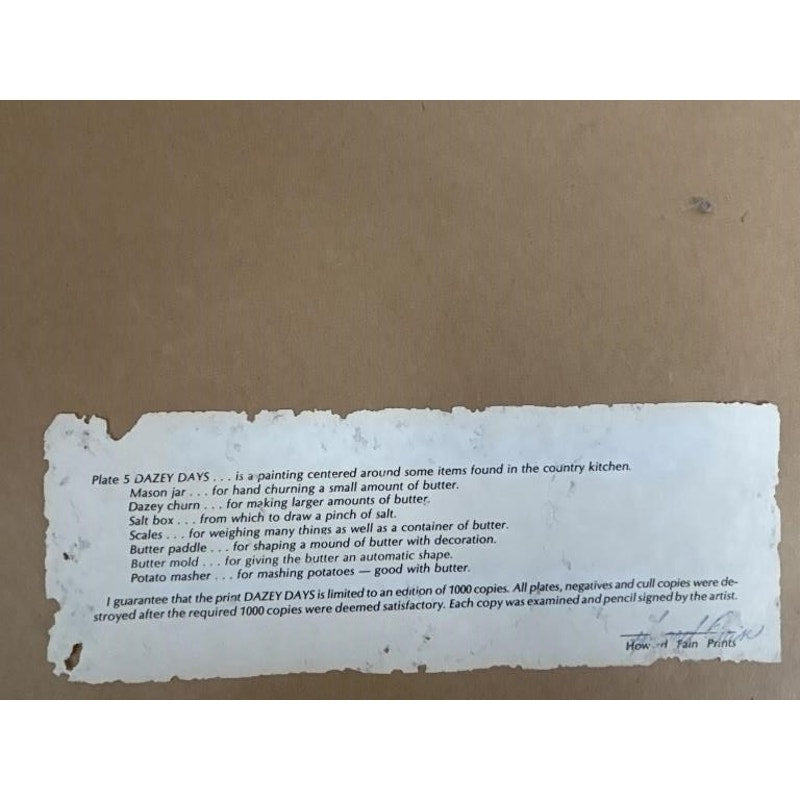 Plate 5 DAZEY DAYS . . . is a painting centered around some items found in the country kitchen.
Mason jar . . . for hand churning a small amount of butter.
Dazey churn . . . for making larger amounts of butter.
Salt box . . . from which to draw a pinch of salt.
Scales . . . for weighing many things as well as a container of butter.
Butter paddle . . . for shaping a mound of butter with decoration.
Butter mold . . . for giving the butter an automatic shape.
Potato masher . . . for mashing potatoes — good with butter.
I guarantee that the print DAZEY DAYS is limited to an edition of 1000 copies. All plates, negatives and cull copies were de-
stroyed after the required 1000 copies were deemed satisfactory. Each copy was examined and pencil signed by the artist.
Fain Prints